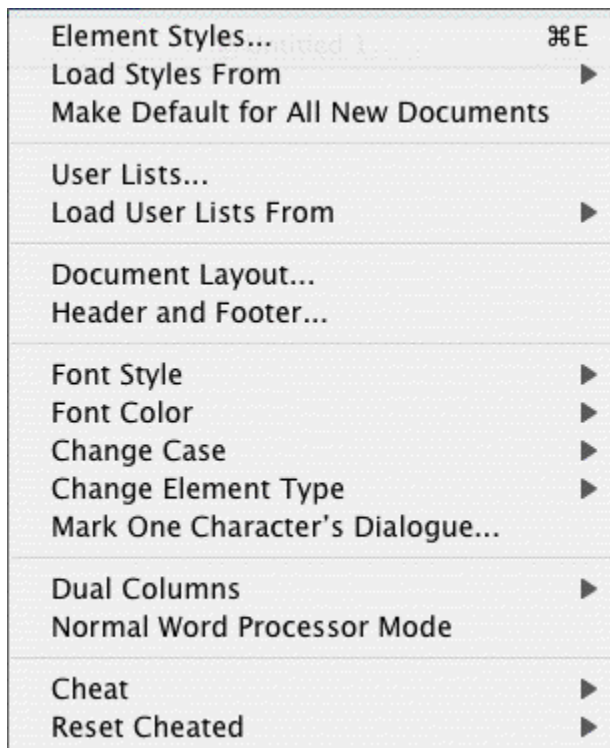 Element Styles... ⌘E
Untitled 1
Load Styles From
Make Default for All New Documents
User Lists...
Load User Lists From
Document Layout...
Header and Footer...
Font Style
Font Color
Change Case
Change Element Type
Mark One Character’s Dialogue...
Dual Columns
Normal Word Processor Mode
Cheat
Reset Cheated